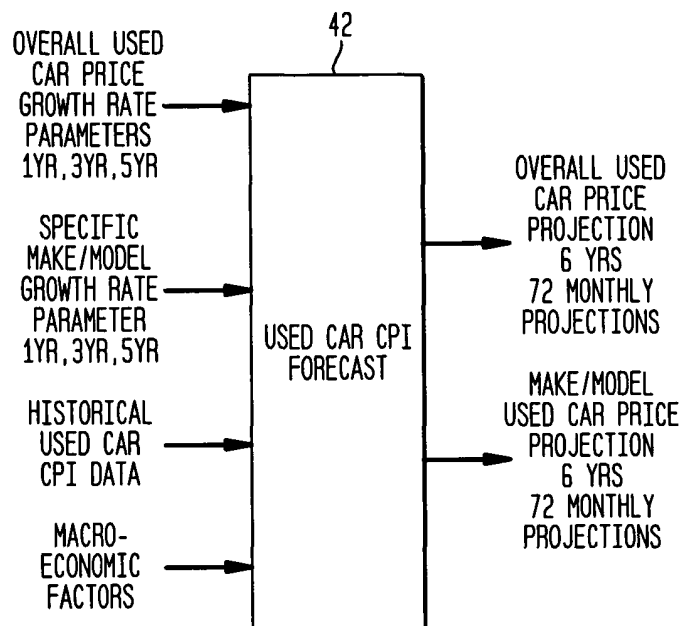 42
OVERALL USED
CAR PRICE
GROWTH RATE
PARAMETERS
1YR,3YR,5YR
SPECIFIC
MAKE/MODEL
GROWTH RATE
PARAMETER
1YR,3YR,5YR
HISTORICAL
USED CAR
CPI DATA
MACRO-
ECONOMIC
FACTORS
USED CAR CPI
FORECAST
OVERALL USED
CAR PRICE
PROJECTION
6 YRS
72 MONTHLY
PROJECTIONS
MAKE/MODEL
USED CAR PRICE
PROJECTION
6 YRS
72 MONTHLY
PROJECTIONS